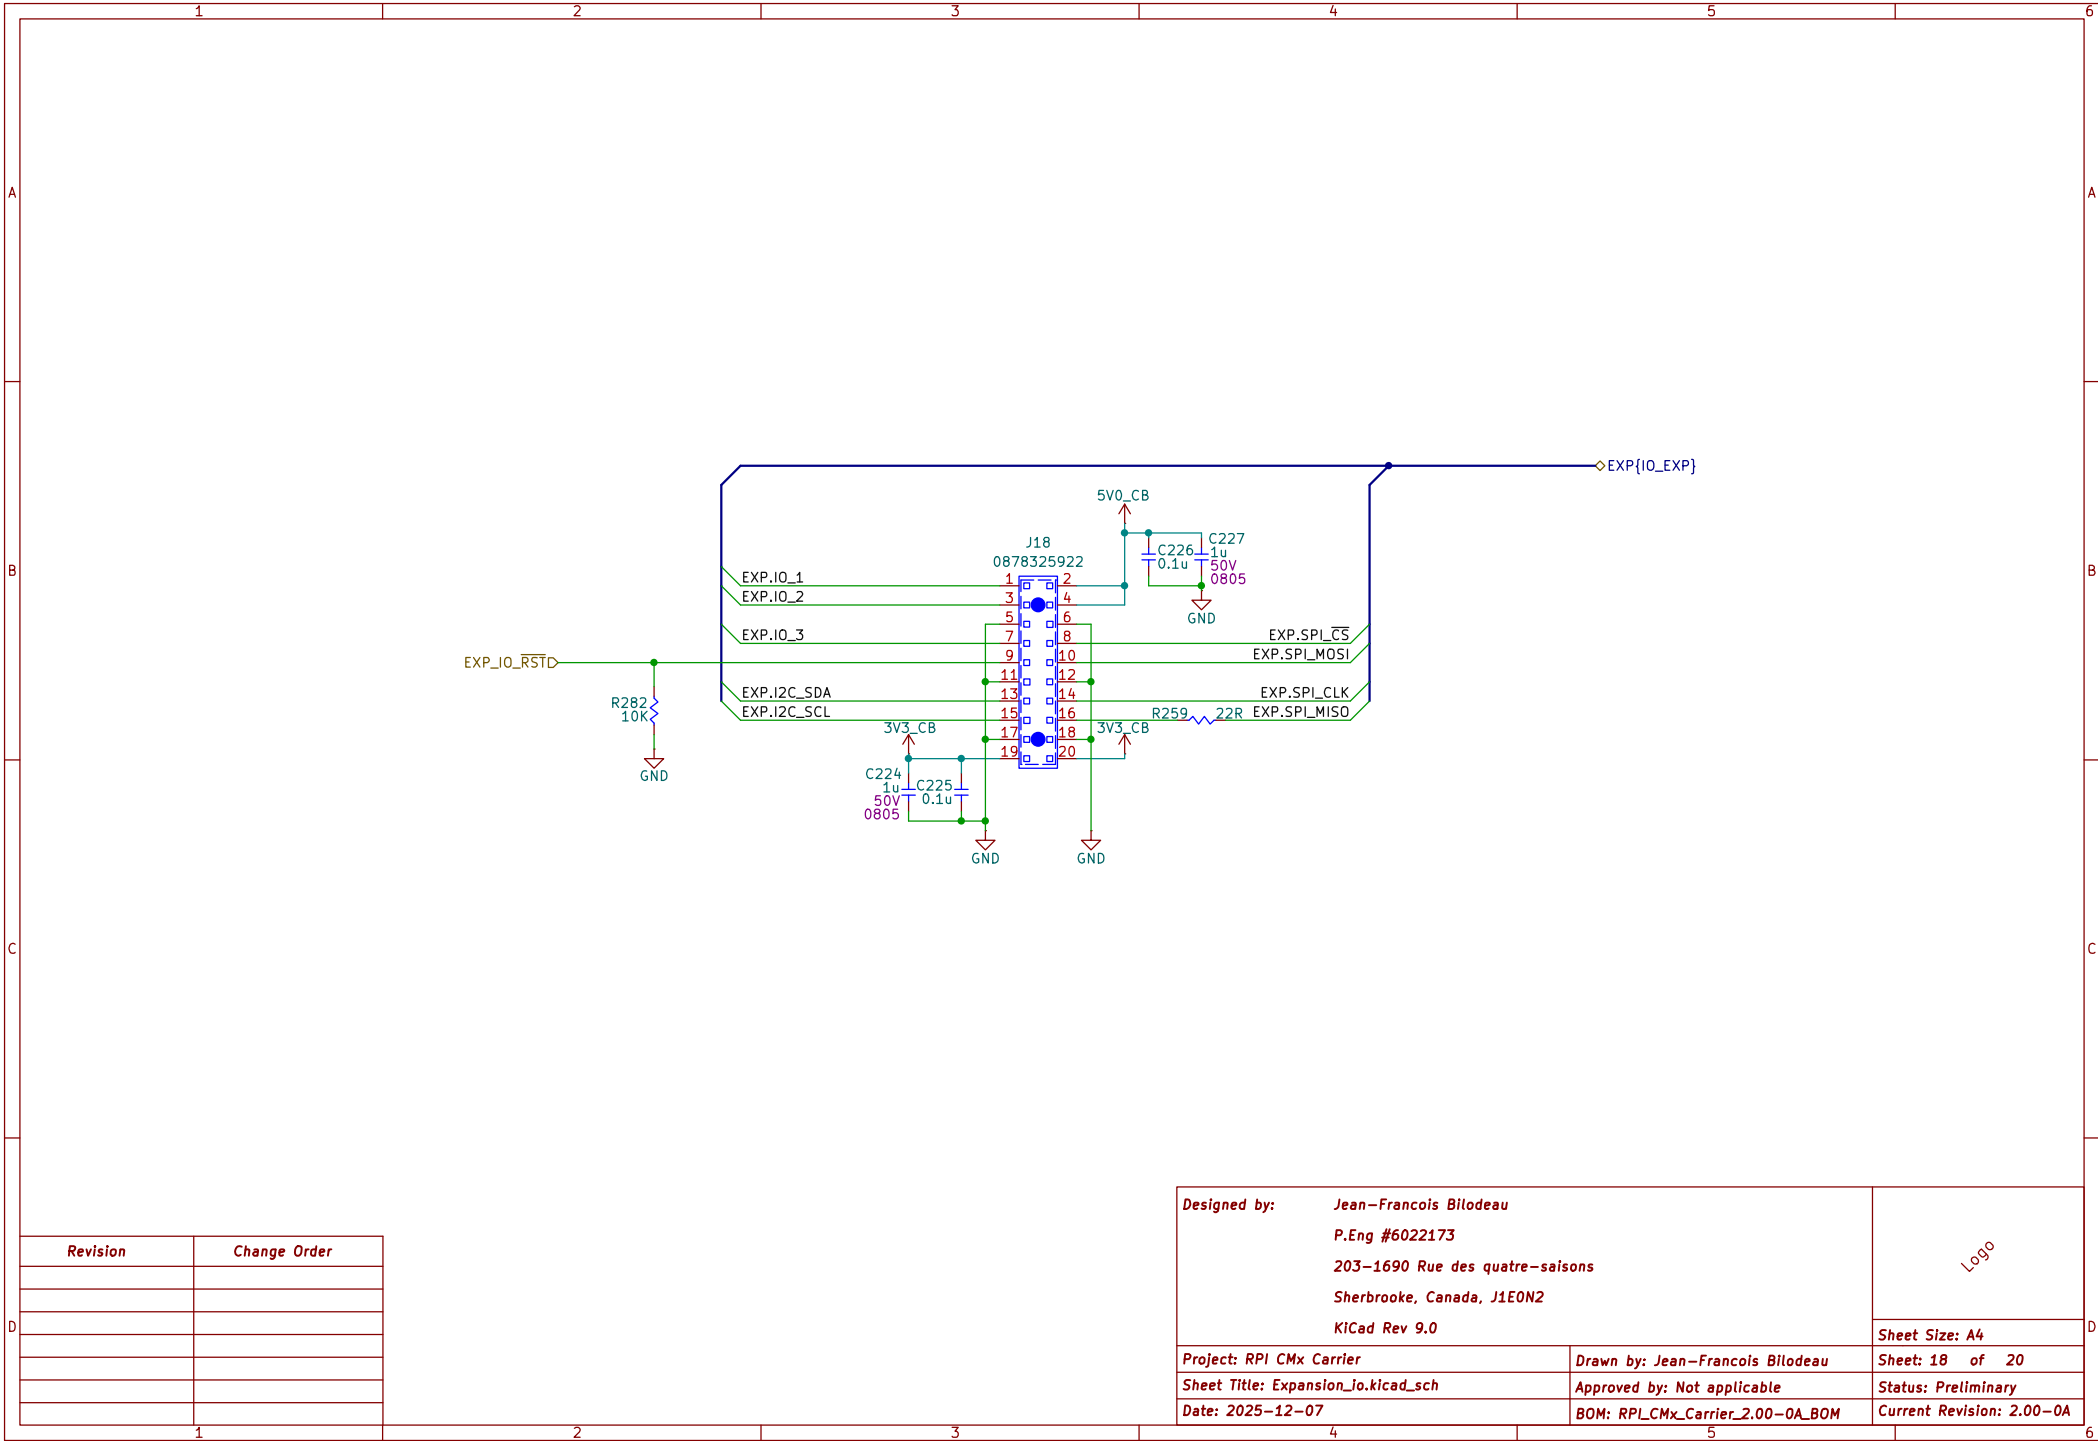 1 2 3 4 5 6
A A
EXP{IO_EXP}
5V0_CB
J18
0878325922
C226
0.1u
C227
1u
50V
0805
GND
B B
EXP.IO_1 1 2
EXP.IO_2 3 4
5 6
EXP.IO_3 7 8 EXP.SPI_CS
EXP_IO_RST 9 10 EXP.SPI_MOSI
11 12
EXP.I2C_SDA 13 14 EXP.SPI_CLK
EXP.I2C_SCL 15 16 R259 22R EXP.SPI_MISO
R282
10K
GND
3V3_CB 17 18 3V3_CB
19 20
C224
1u
50V
0805
C225
0.1u
GND GND
C C
Revision Change Order
Designed by: Jean-Francois Bilodeau
P.Eng #6022173
203-1690 Rue des quatre-saisons
Sherbrooke, Canada, J1E0N2
KiCad Rev 9.0
Logo
D D
Sheet Size: A4
Project: RPI CMx Carrier Drawn by: Jean-Francois Bilodeau Sheet: 18 of 20
Sheet Title: Expansion_io.kicad_sch Approved by: Not applicable Status: Preliminary
Date: 2025-12-07 BOM: RPI_CMx_Carrier_2.00-0A_BOM Current Revision: 2.00-0A
1 2 3 4 5 6